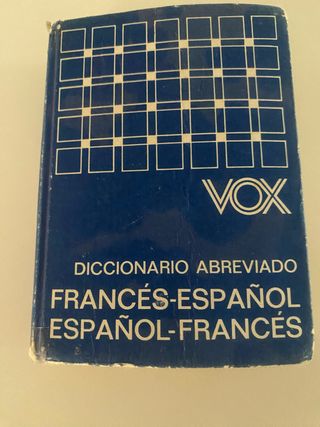 VOX
DICCIONARIO ABREVIADO
FRANCÉS-ESPAÑOL
ESPAÑOL-FRANCÉS